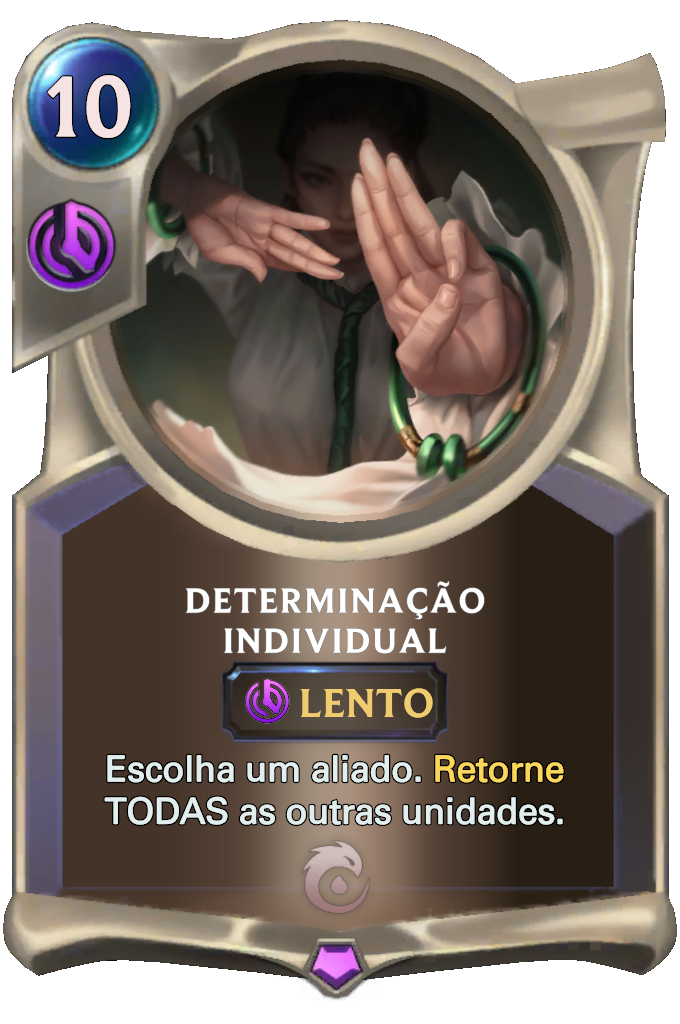 10
DETERMINAÇÃO
INDIVIDUAL
LENTO
Escolha um aliado. Retorne
TODAS as outras unidades.